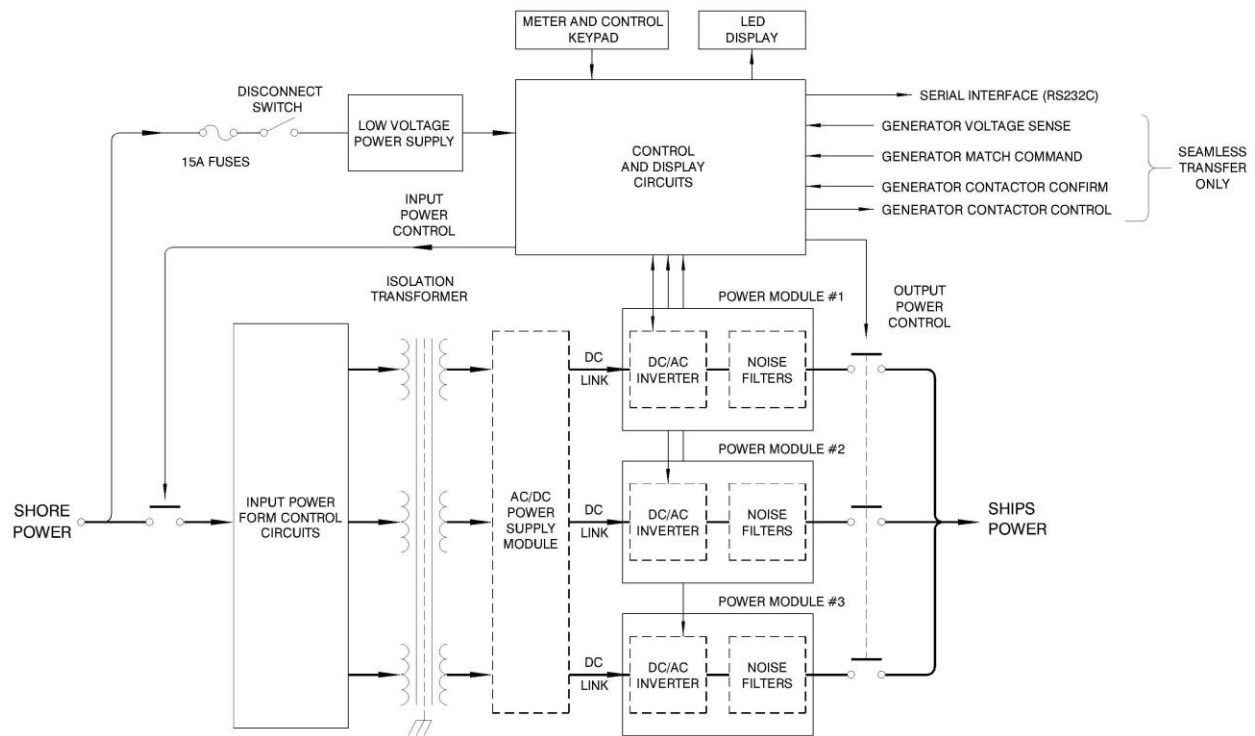 METER AND CONTROL
KEYPAD
LED
DISPLAY
DISCONNECT
SWITCH
15A FUSES
LOW VOLTAGE
POWER SUPPLY
CONTROL
AND DISPLAY
CIRCUITS
SERIAL INTERFACE (RS232C)
GENERATOR VOLTAGE SENSE
GENERATOR MATCH COMMAND
GENERATOR CONTACTOR CONFIRM
GENERATOR CONTACTOR CONTROL
SEAMLESS
TRANSFER
ONLY
INPUT
POWER
CONTROL
ISOLATION
TRANSFORMER
OUTPUT
POWER
CONTROL
SHORE
POWER
INPUT POWER
FORM CONTROL
CIRCUITS
AC/DC
POWER
SUPPLY
MODULE
POWER MODULE #1
DC
LINK
DC/AC
INVERTER
NOISE
FILTERS
POWER MODULE #2
DC
LINK
DC/AC
INVERTER
NOISE
FILTERS
POWER MODULE #3
DC
LINK
DC/AC
INVERTER
NOISE
FILTERS
SHIPS
POWER